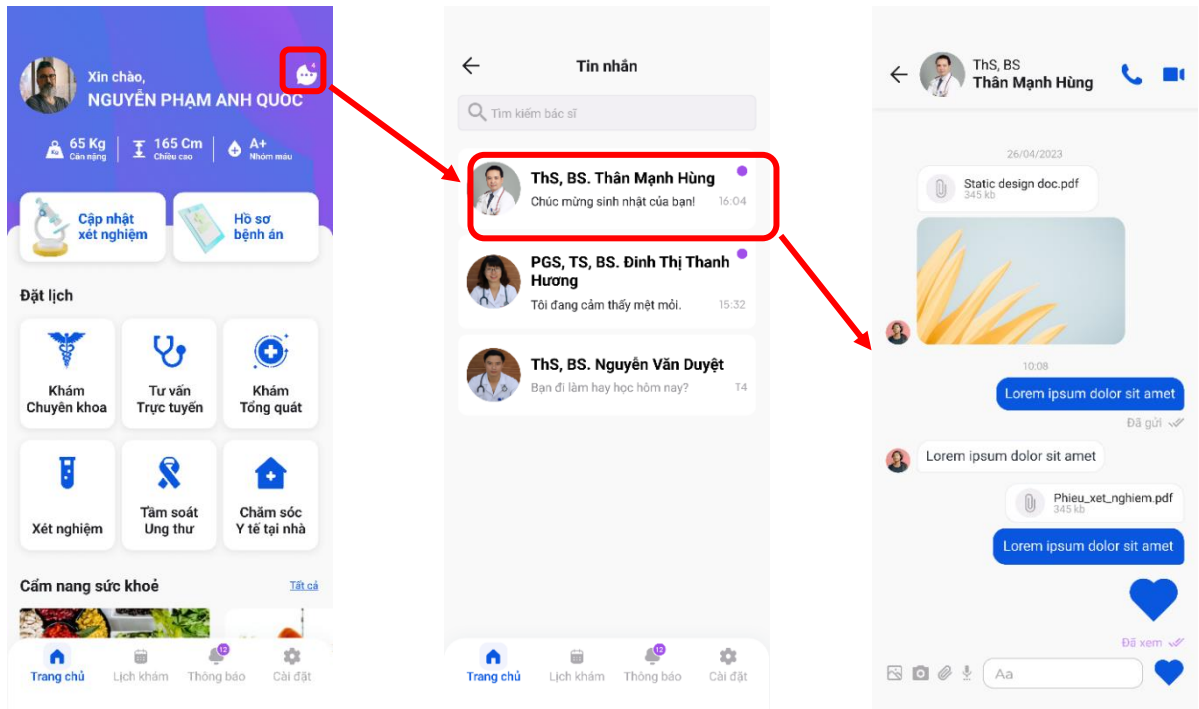 4
Xin chào,
NGUYỄN PHẠM ANH QUỐC
65 Kg
Cân nặng
165 Cm
Chiều cao
A+
Nhóm máu
Cập nhật
xét nghiệm
Hồ sơ
bệnh án
Đặt lịch
Khám
Chuyên khoa
Tư vấn
Trực tuyến
Khám
Tổng quát
Xét nghiệm
Tầm soát
Ung thư
Chăm sóc
Y tế tại nhà
Cẩm nang sức khoẻ
Tất cả
12
Trang chủ
Lịch khám
Thông báo
Cài đặt
Tin nhắn
Tìm kiếm bác sĩ
ThS, BS. Thân Mạnh Hùng
Chúc mừng sinh nhật của bạn! 16:04
PGS, TS, BS. Đinh Thị Thanh
Hương
Tôi đang cảm thấy mệt mỏi. 15:32
ThS, BS. Nguyễn Văn Duyệt
Bạn đi làm hay học hôm nay? T4
12
Trang chủ
Lịch khám
Thông báo
Cài đặt
ThS, BS
Thân Mạnh Hùng
26/04/2023
Static design doc.pdf
345 kb
10:08
Lorem ipsum dolor sit amet
Đã gửi
Lorem ipsum dolor sit amet
Phieu_xet_nghiem.pdf
345 kb
Lorem ipsum dolor sit amet
Đã xem
Aa